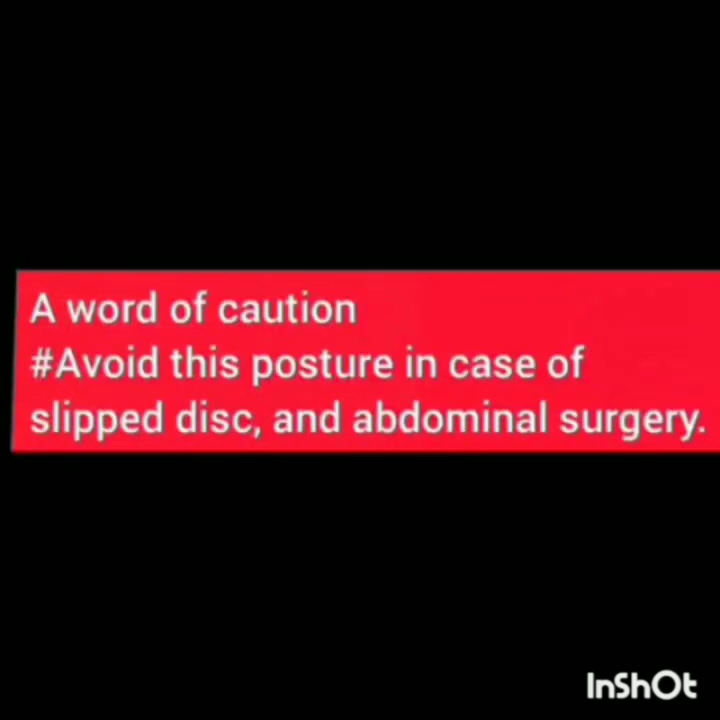 A word of caution
#Avoid this posture in case of
slipped disc, and abdominal surgery.
InShOt